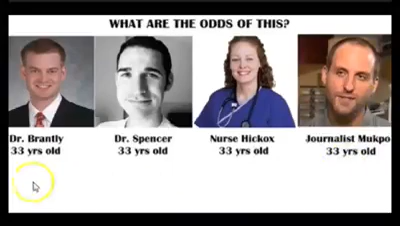 WHAT ARE THE ODDS OF THIS?
Dr. Brantly
33 yrs old
Dr. Spencer
33 yrs old
Nurse Hickox
33 yrs old
Journalist Mukpo
33 yrs old